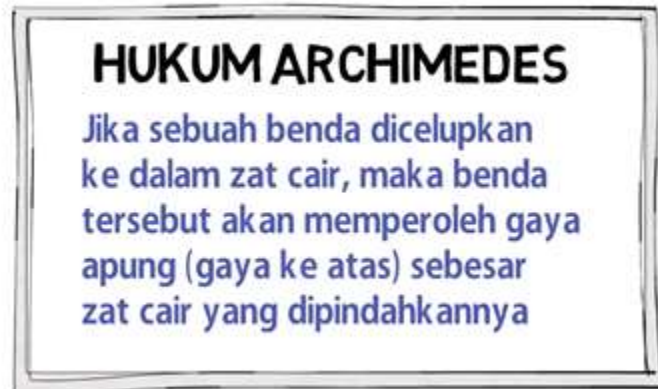 HUKUM ARCHIMEDES
Jika sebuah benda dicelupkan
ke dalam zat cair, maka benda
tersebut akan memperoleh gaya
apung (gaya ke atas) sebesar
zat cair yang dipindahkannya